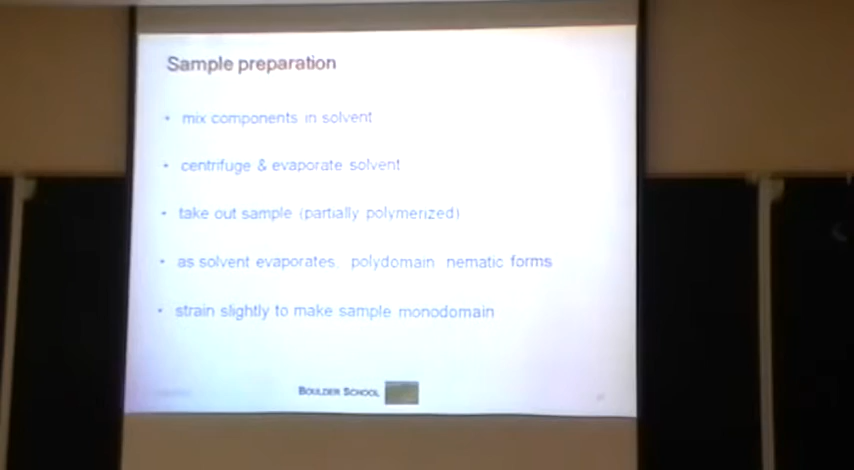 Sample preparation
• mix components in solvent
• centrifuge & evaporate solvent
• take out sample (partially polymerized)
• as solvent evaporates, polydomain nematic forms
• strain slightly to make sample monodomain
BOULDER SCHOOL